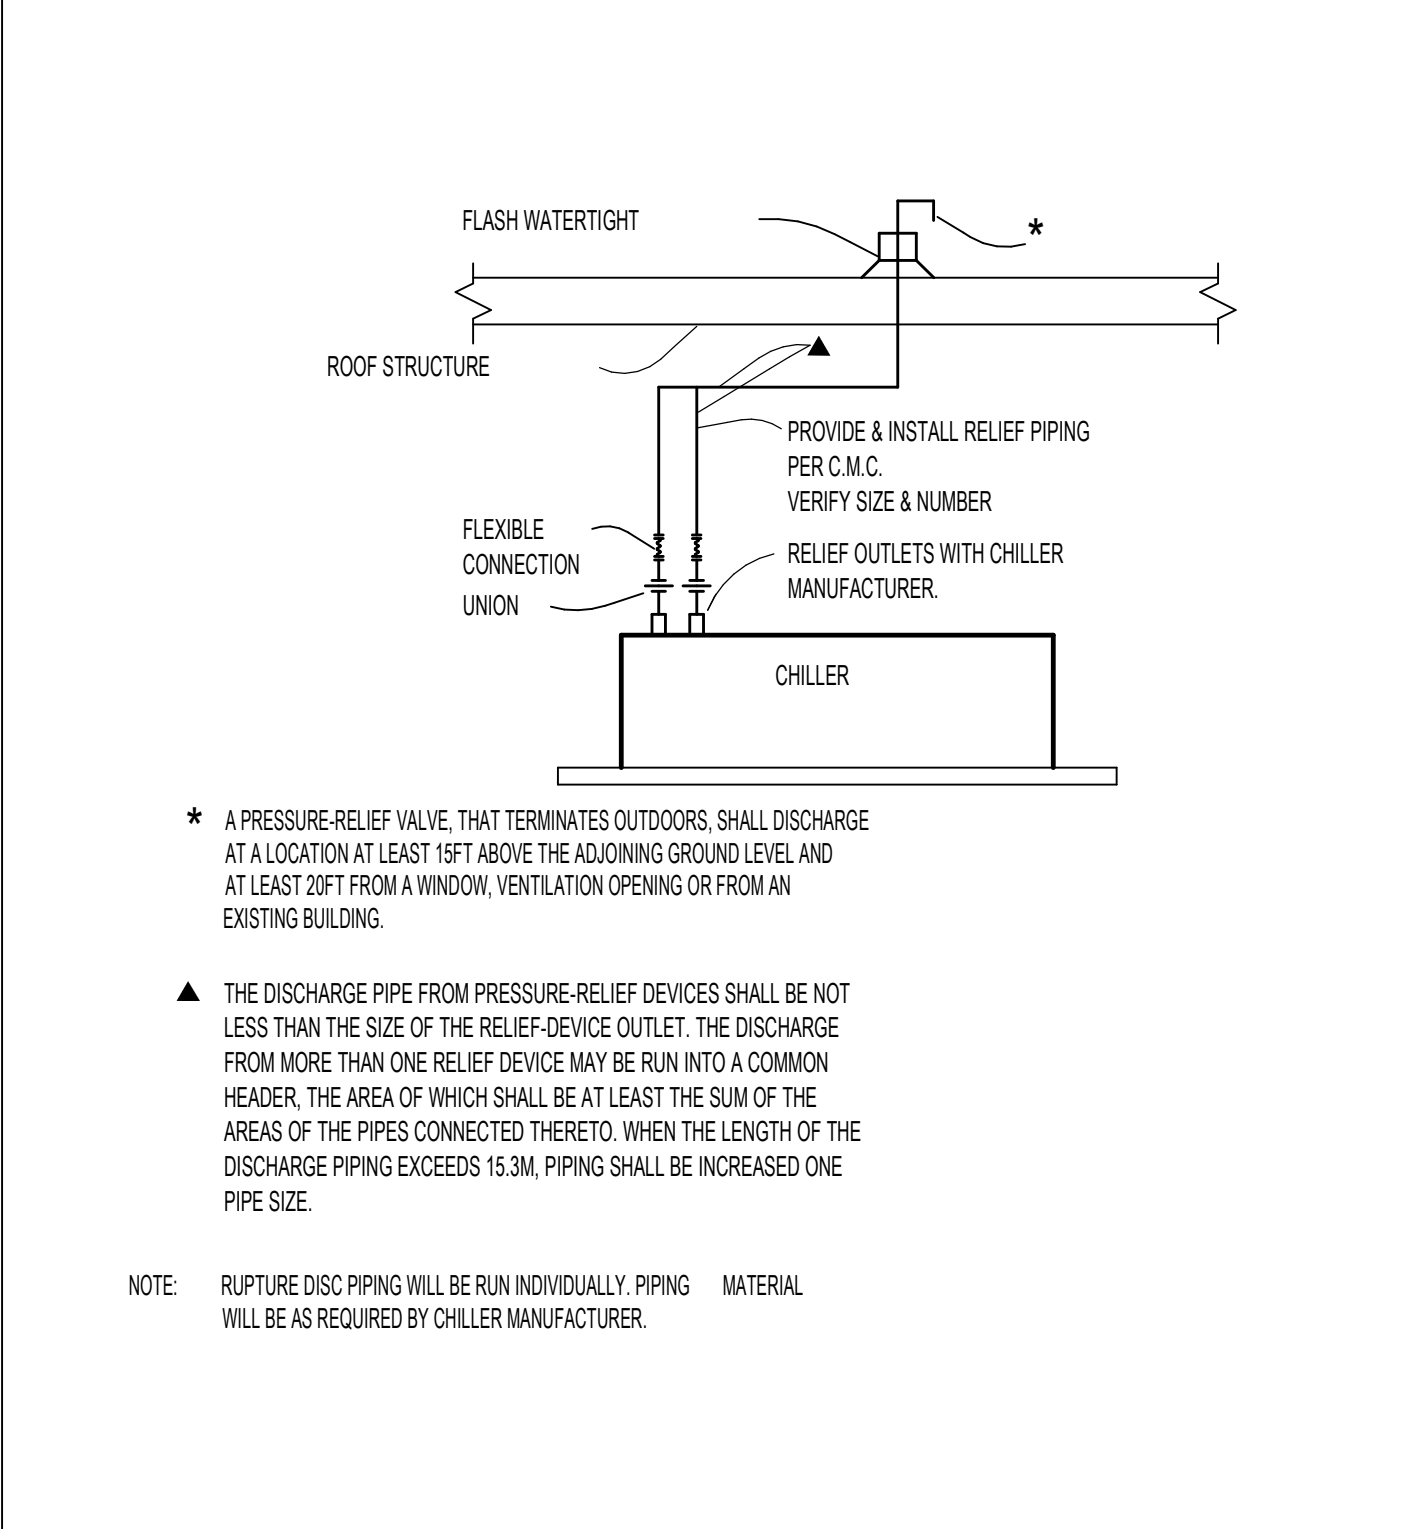 FLASH WATERTIGHT
*
ROOF STRUCTURE
PROVIDE & INSTALL RELIEF PIPING
PER C.M.C.
VERIFY SIZE & NUMBER
FLEXIBLE
CONNECTION
UNION
RELIEF OUTLETS WITH CHILLER
MANUFACTURER.
CHILLER
* A PRESSURE-RELIEF VALVE, THAT TERMINATES OUTDOORS, SHALL DISCHARGE
AT A LOCATION AT LEAST 15FT ABOVE THE ADJOINING GROUND LEVEL AND
AT LEAST 20FT FROM A WINDOW, VENTILATION OPENING OR FROM AN
EXISTING BUILDING.
▲ THE DISCHARGE PIPE FROM PRESSURE-RELIEF DEVICES SHALL BE NOT
LESS THAN THE SIZE OF THE RELIEF-DEVICE OUTLET. THE DISCHARGE
FROM MORE THAN ONE RELIEF DEVICE MAY BE RUN INTO A COMMON
HEADER, THE AREA OF WHICH SHALL BE AT LEAST THE SUM OF THE
AREAS OF THE PIPES CONNECTED THERETO. WHEN THE LENGTH OF THE
DISCHARGE PIPING EXCEEDS 15.3M, PIPING SHALL BE INCREASED ONE
PIPE SIZE.
NOTE: RUPTURE DISC PIPING WILL BE RUN INDIVIDUALLY. PIPING MATERIAL
WILL BE AS REQUIRED BY CHILLER MANUFACTURER.